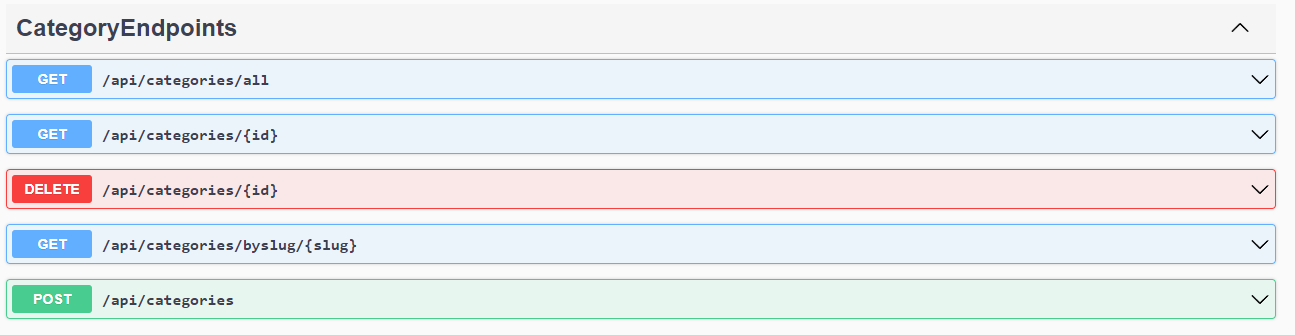 CategoryEndpoints
GET /api/categories/all
GET /api/categories/{id}
DELETE /api/categories/{id}
GET /api/categories/byslug/{slug}
POST /api/categories